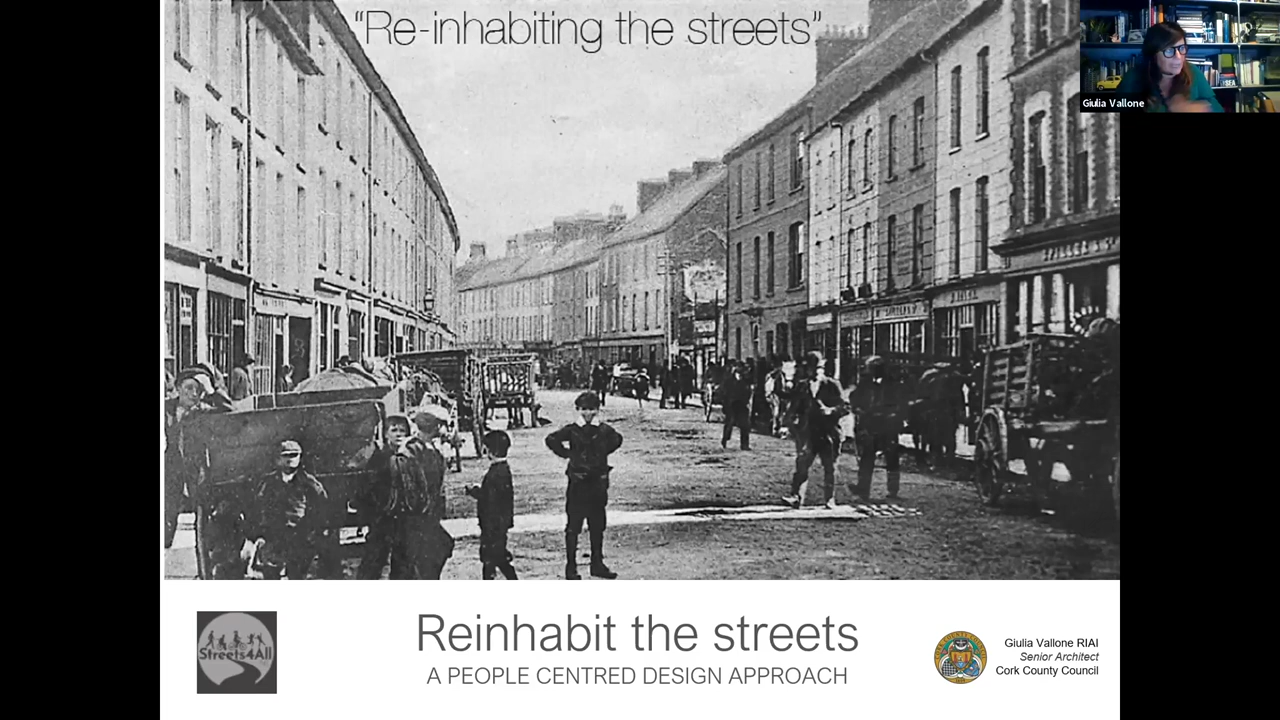 “Re-inhabiting the streets”
Giulia Vallone
Streets4All
Reinhabit the streets
A PEOPLE CENTRED DESIGN APPROACH
Giulia Vallone RIAI
Senior Architect
Cork County Council